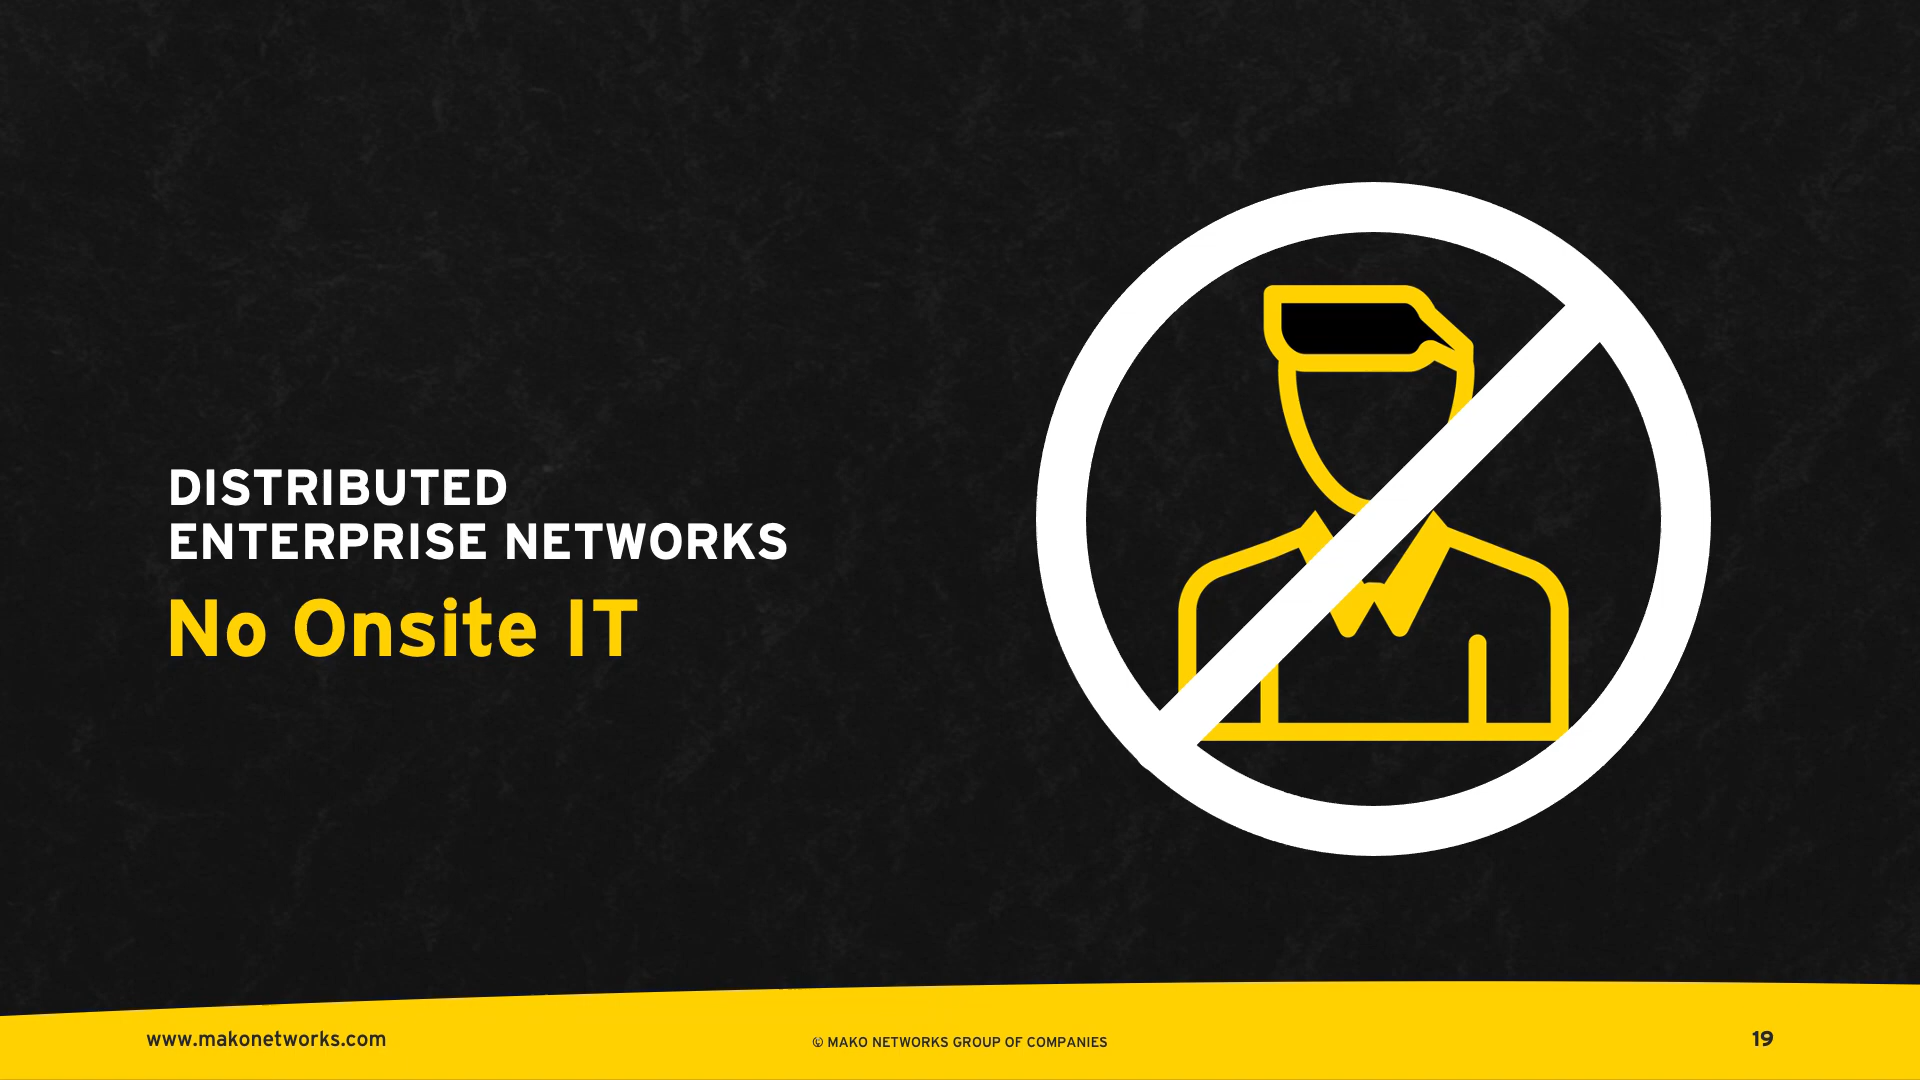 DISTRIBUTED
ENTERPRISE NETWORKS
No Onsite IT
www.makonetworks.com
© MAKO NETWORKS GROUP OF COMPANIES
19